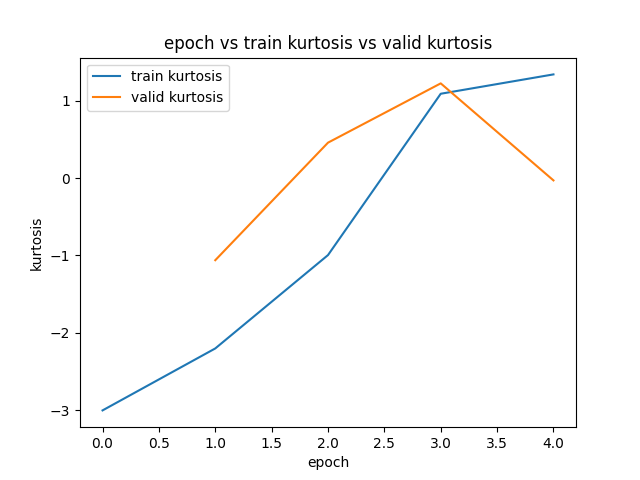 epoch vs train kurtosis vs valid kurtosis
train kurtosis
valid kurtosis
1
0
−1
−2
−3
kurtosis
0.0 0.5 1.0 1.5 2.0 2.5 3.0 3.5 4.0
epoch